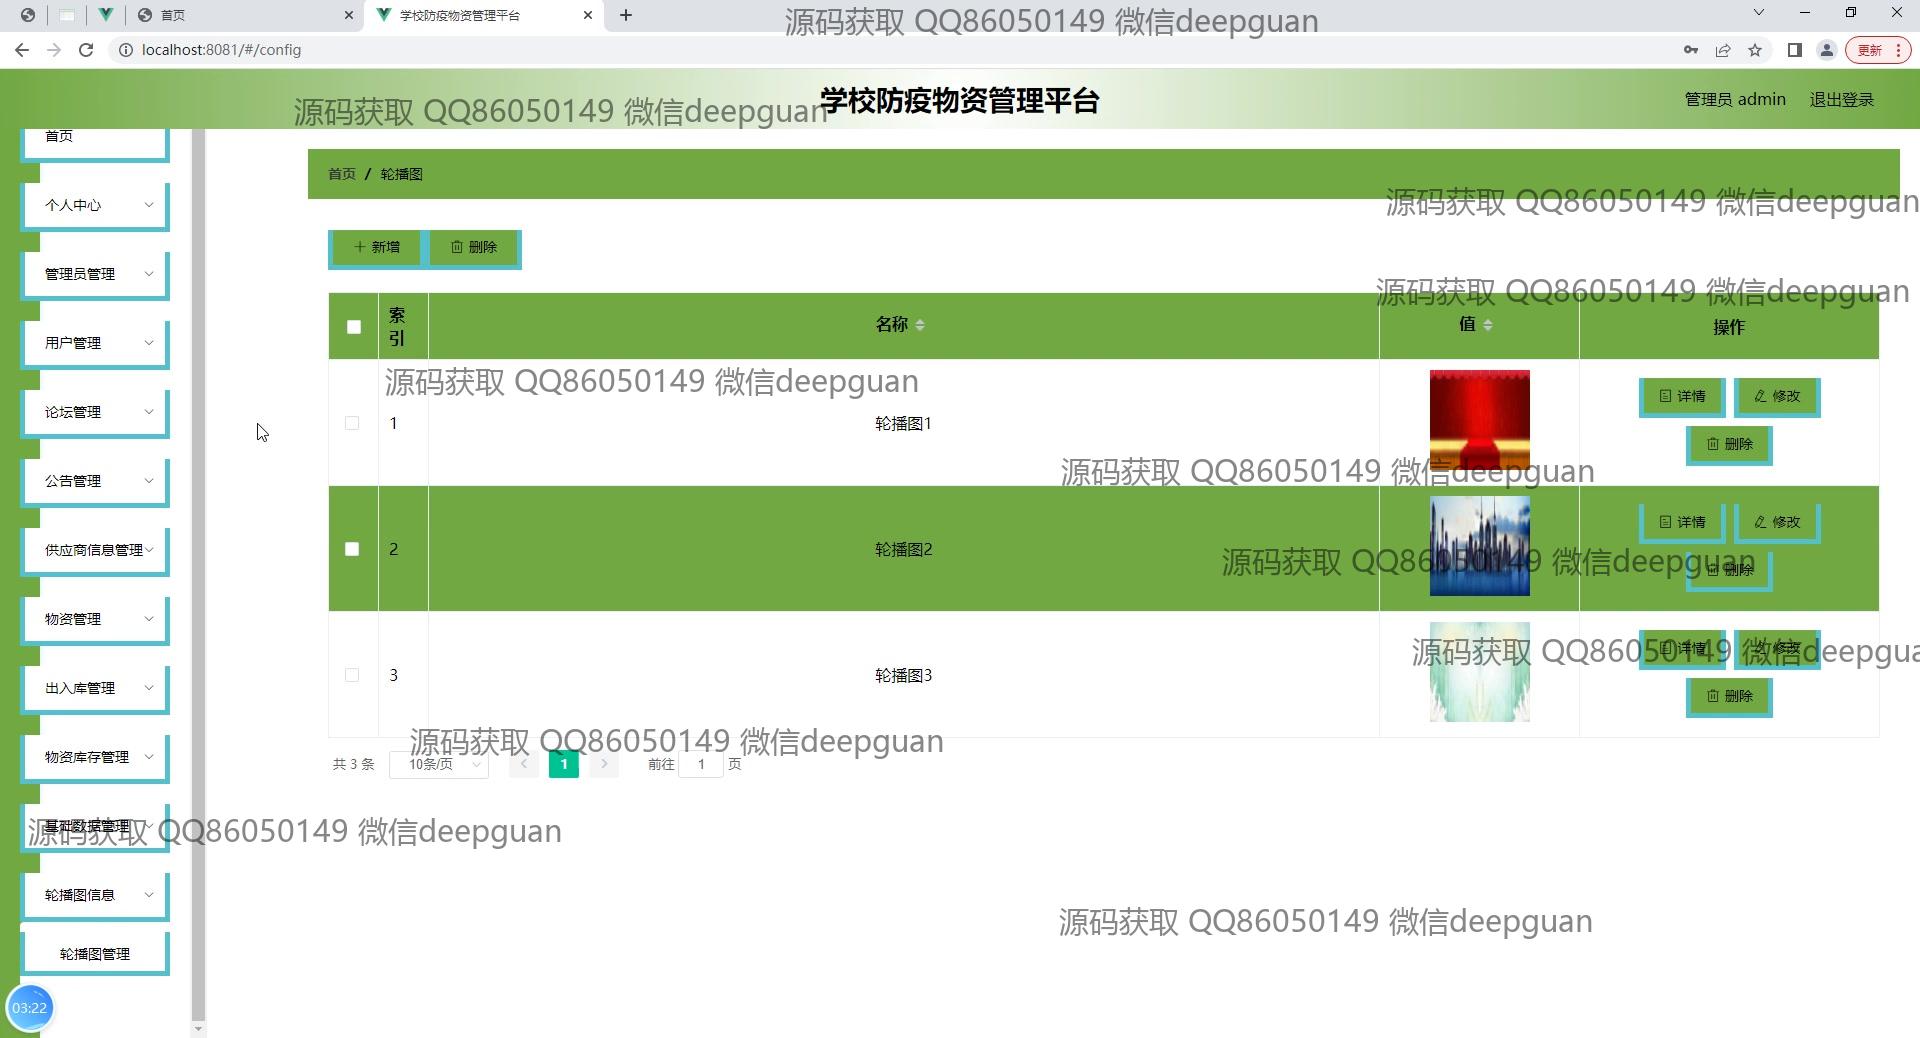 首页
学校防疫物资管理平台
源码获取 QQ86050149 微信deepguan
localhost:8081/#/config
更新
源码获取 QQ86050149 微信deepguan
学校防疫物资管理平台
管理员 admin
退出登录
首页
首页 / 轮播图
个人中心
源码获取 QQ86050149 微信deepguan
新增
删除
管理员管理
源码获取 QQ86050149 微信deepguan
索引
名称
值
操作
用户管理
源码获取 QQ86050149 微信deepguan
1
轮播图1
详情
修改
删除
论坛管理
源码获取 QQ86050149 微信deepguan
公告管理
2
轮播图2
详情
修改
删除
供应商信息管理
源码获取 QQ86050149 微信deepguan
物资管理
3
轮播图3
详情
修改
删除
源码获取 QQ86050149 微信deepgua
出入库管理
源码获取 QQ86050149 微信deepguan
物资库存管理
共 3 条
10条/页
1
前往 1 页
基础数据管理
源码获取 QQ86050149 微信deepguan
轮播图信息
源码获取 QQ86050149 微信deepguan
轮播图管理
03:22